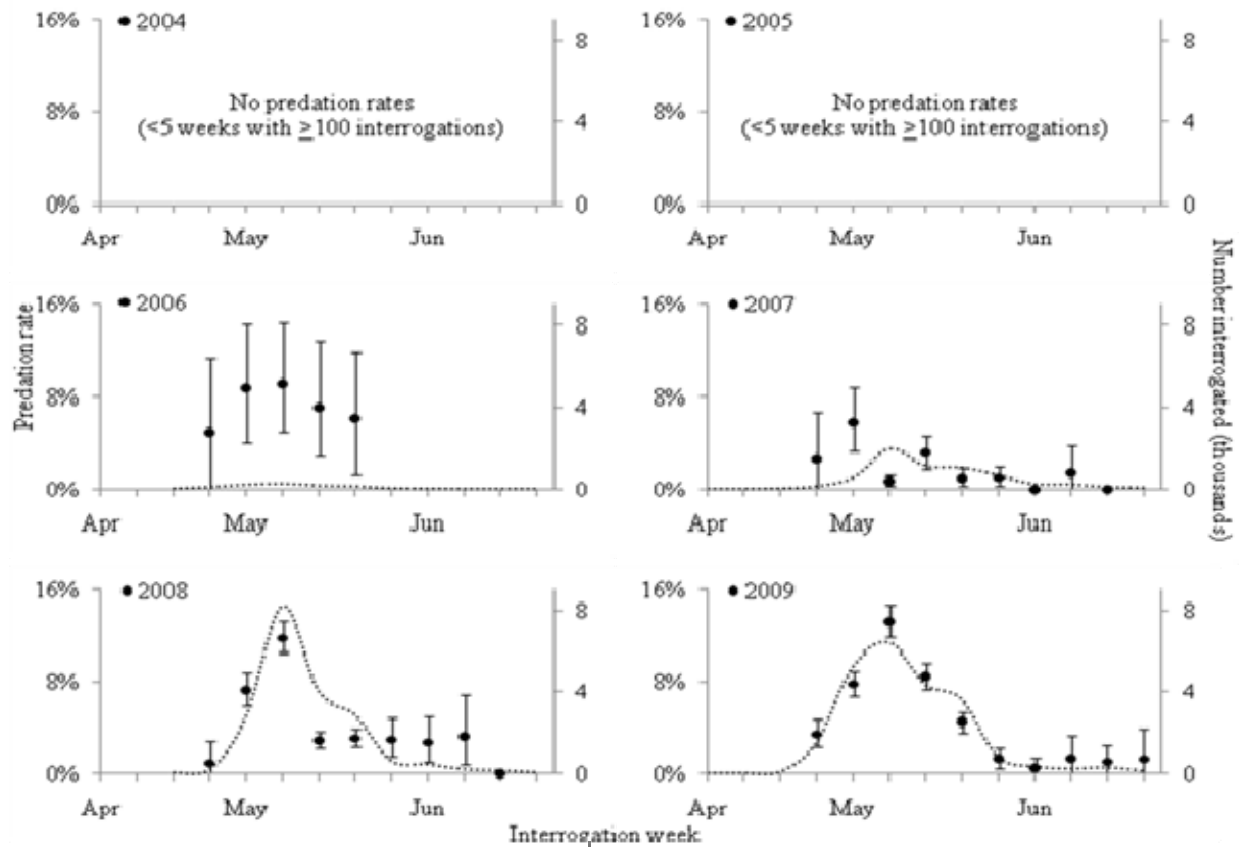 16%
2004
8
No predation rates
8%
(<5 weeks with ≥100 interrogations)
4
0%
0
Apr
May
Jun
16%
2005
8
No predation rates
8%
(<5 weeks with ≥100 interrogations)
4
0%
0
Apr
May
Jun
Predation rate
Number interrogated (thousands)
16%
2006
8
8%
4
0%
0
Apr
May
Jun
16%
2007
8
8%
4
0%
0
Apr
May
Jun
16%
2008
8
8%
4
0%
0
Apr
May
Jun
16%
2009
8
8%
4
0%
0
Apr
May
Jun
Interrogation week